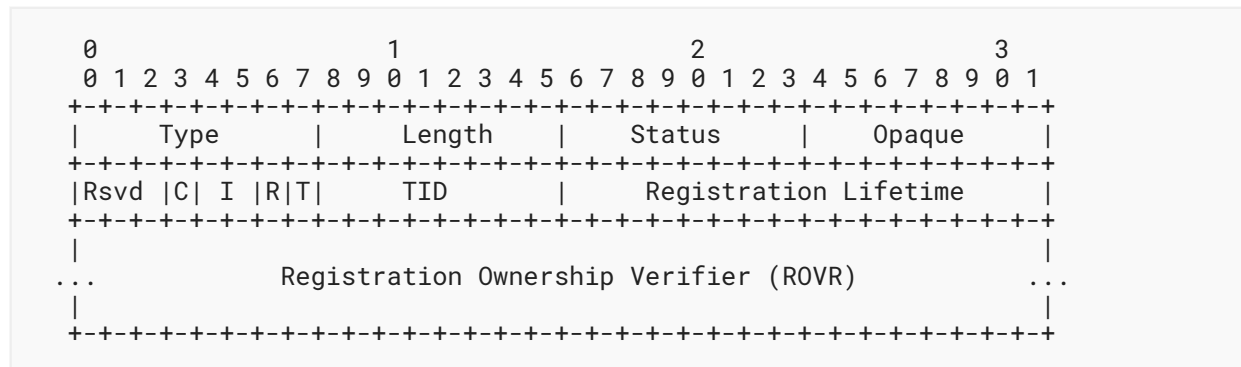 0                   1                   2                   3
 0 1 2 3 4 5 6 7 8 9 0 1 2 3 4 5 6 7 8 9 0 1 2 3 4 5 6 7 8 9 0 1
+-+-+-+-+-+-+-+-+-+-+-+-+-+-+-+-+-+-+-+-+-+-+-+-+-+-+-+-+-+-+-+-+
|     Type      |     Length    |    Status     |    Opaque     |
+-+-+-+-+-+-+-+-+-+-+-+-+-+-+-+-+-+-+-+-+-+-+-+-+-+-+-+-+-+-+-+-+
|Rsvd |C| I |R|T|     TID       |     Registration Lifetime     |
+-+-+-+-+-+-+-+-+-+-+-+-+-+-+-+-+-+-+-+-+-+-+-+-+-+-+-+-+-+-+-+-+
|                                                               |
...            Registration Ownership Verifier (ROVR)           ...
|                                                               |
+-+-+-+-+-+-+-+-+-+-+-+-+-+-+-+-+-+-+-+-+-+-+-+-+-+-+-+-+-+-+-+-+